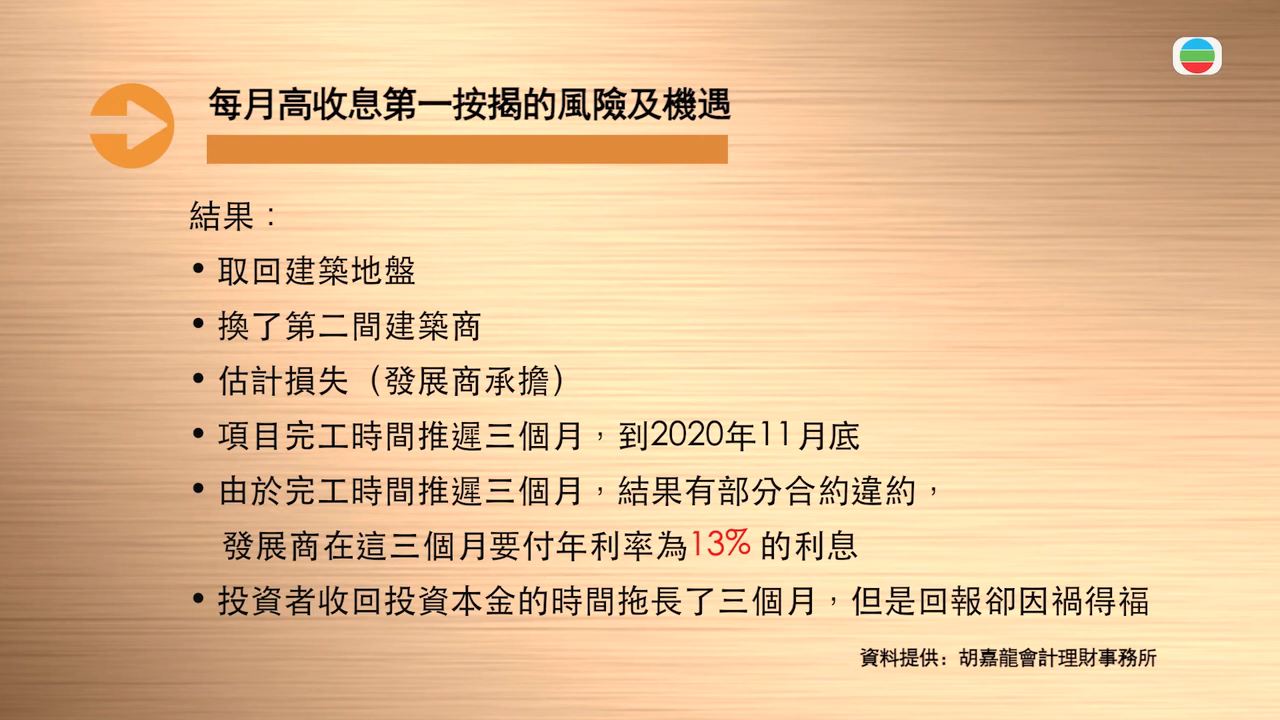 每月高收息第一按揭的風險及機遇
結果：
• 取回建築地盤
• 換了第二間建築商
• 估計損失（發展商承擔）
• 項目完工時間推遲三個月，到2020年11月底
• 由於完工時間推遲三個月，結果有部分合約違約，
發展商在這三個月要付年利率為13% 的利息
• 投資者收回投資本金的時間拖長了三個月，但是回報卻因禍得福
資料提供：胡嘉龍會計理財事務所